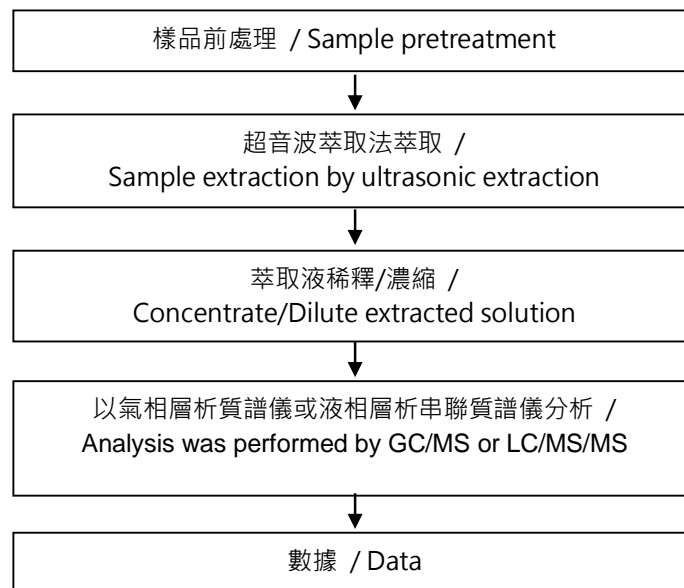 樣品前處理 / Sample pretreatment
超音波萃取法萃取 /
Sample extraction by ultrasonic extraction
萃取液稀釋/濃縮 /
Concentrate/Dilute extracted solution
以氣相層析質譜儀或液相層析串聯質譜儀分析 /
Analysis was performed by GC/MS or LC/MS/MS
數據 / Data